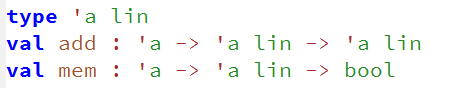 type 'a lin
val add : 'a -> 'a lin -> 'a lin
val mem : 'a -> 'a lin -> bool